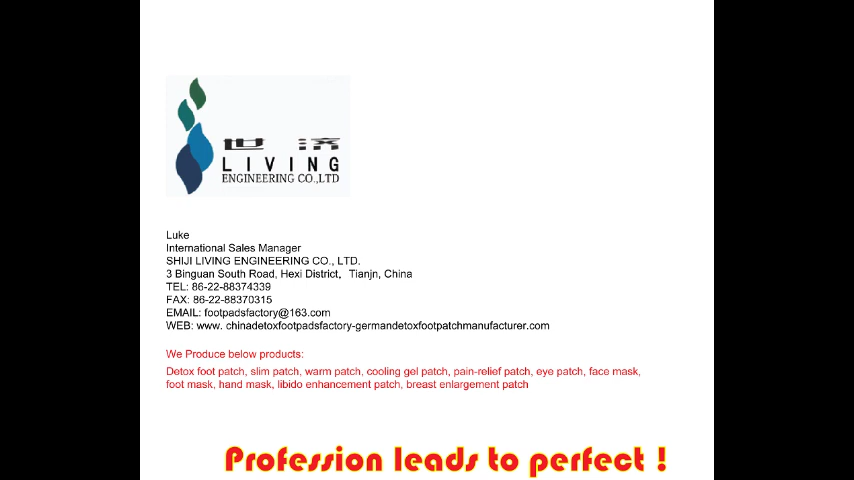 世 济
LIVING
ENGINEERING CO.,LTD
Luke
International Sales Manager
SHIJI LIVING ENGINEERING CO., LTD.
3 Binguan South Road, Hexi District, Tianjn, China
TEL: 86-22-88374339
FAX: 86-22-88370315
EMAIL: footpadsfactory@163.com
WEB: www. chinadetoxfootpadsfactory-germandetoxfootpatchmanufacturer.com
We Produce below products:
Detox foot patch, slim patch, warm patch, cooling gel patch, pain-relief patch, eye patch, face mask,
foot mask, hand mask, libido enhancement patch, breast enlargement patch
Profession leads to perfect !